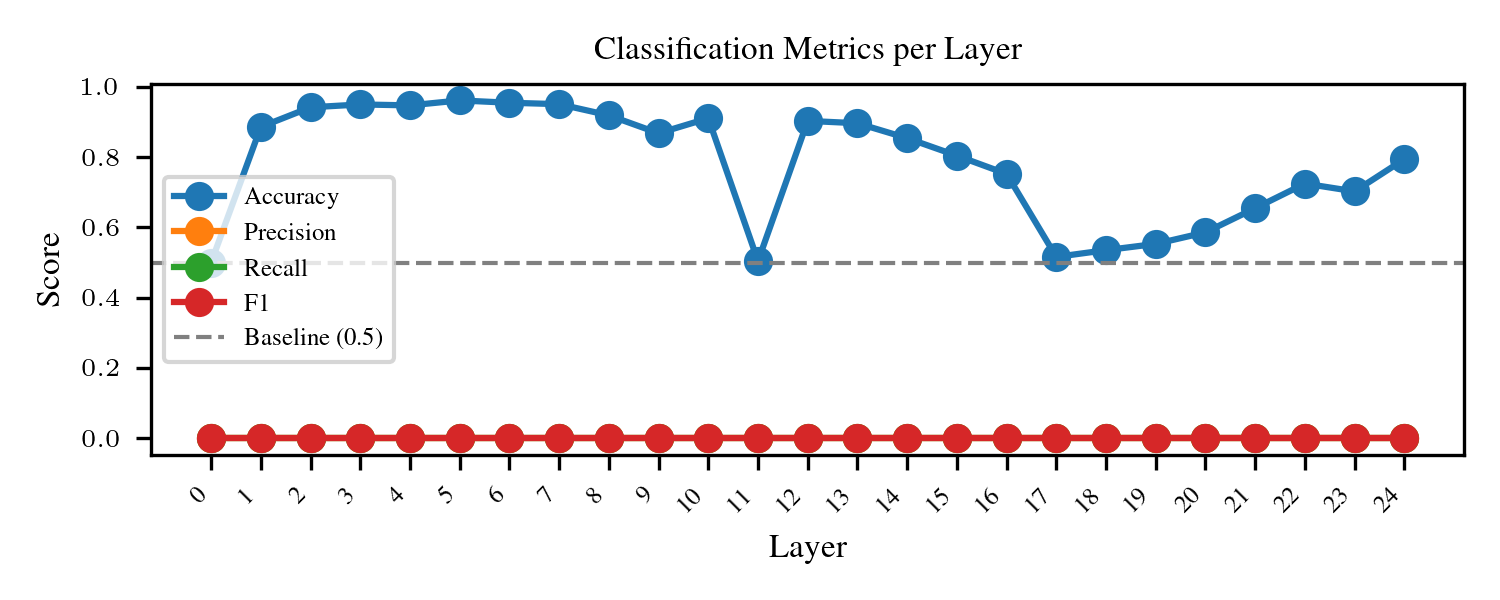 Classification Metrics per Layer
1.0
0.8
0.6
0.4
0.2
0.0
Score
Accuracy
Precision
Recall
F1
Baseline (0.5)
0 1 2 3 4 5 6 7 8 9 10 11 12 13 14 15 16 17 18 19 20 21 22 23 24
Layer